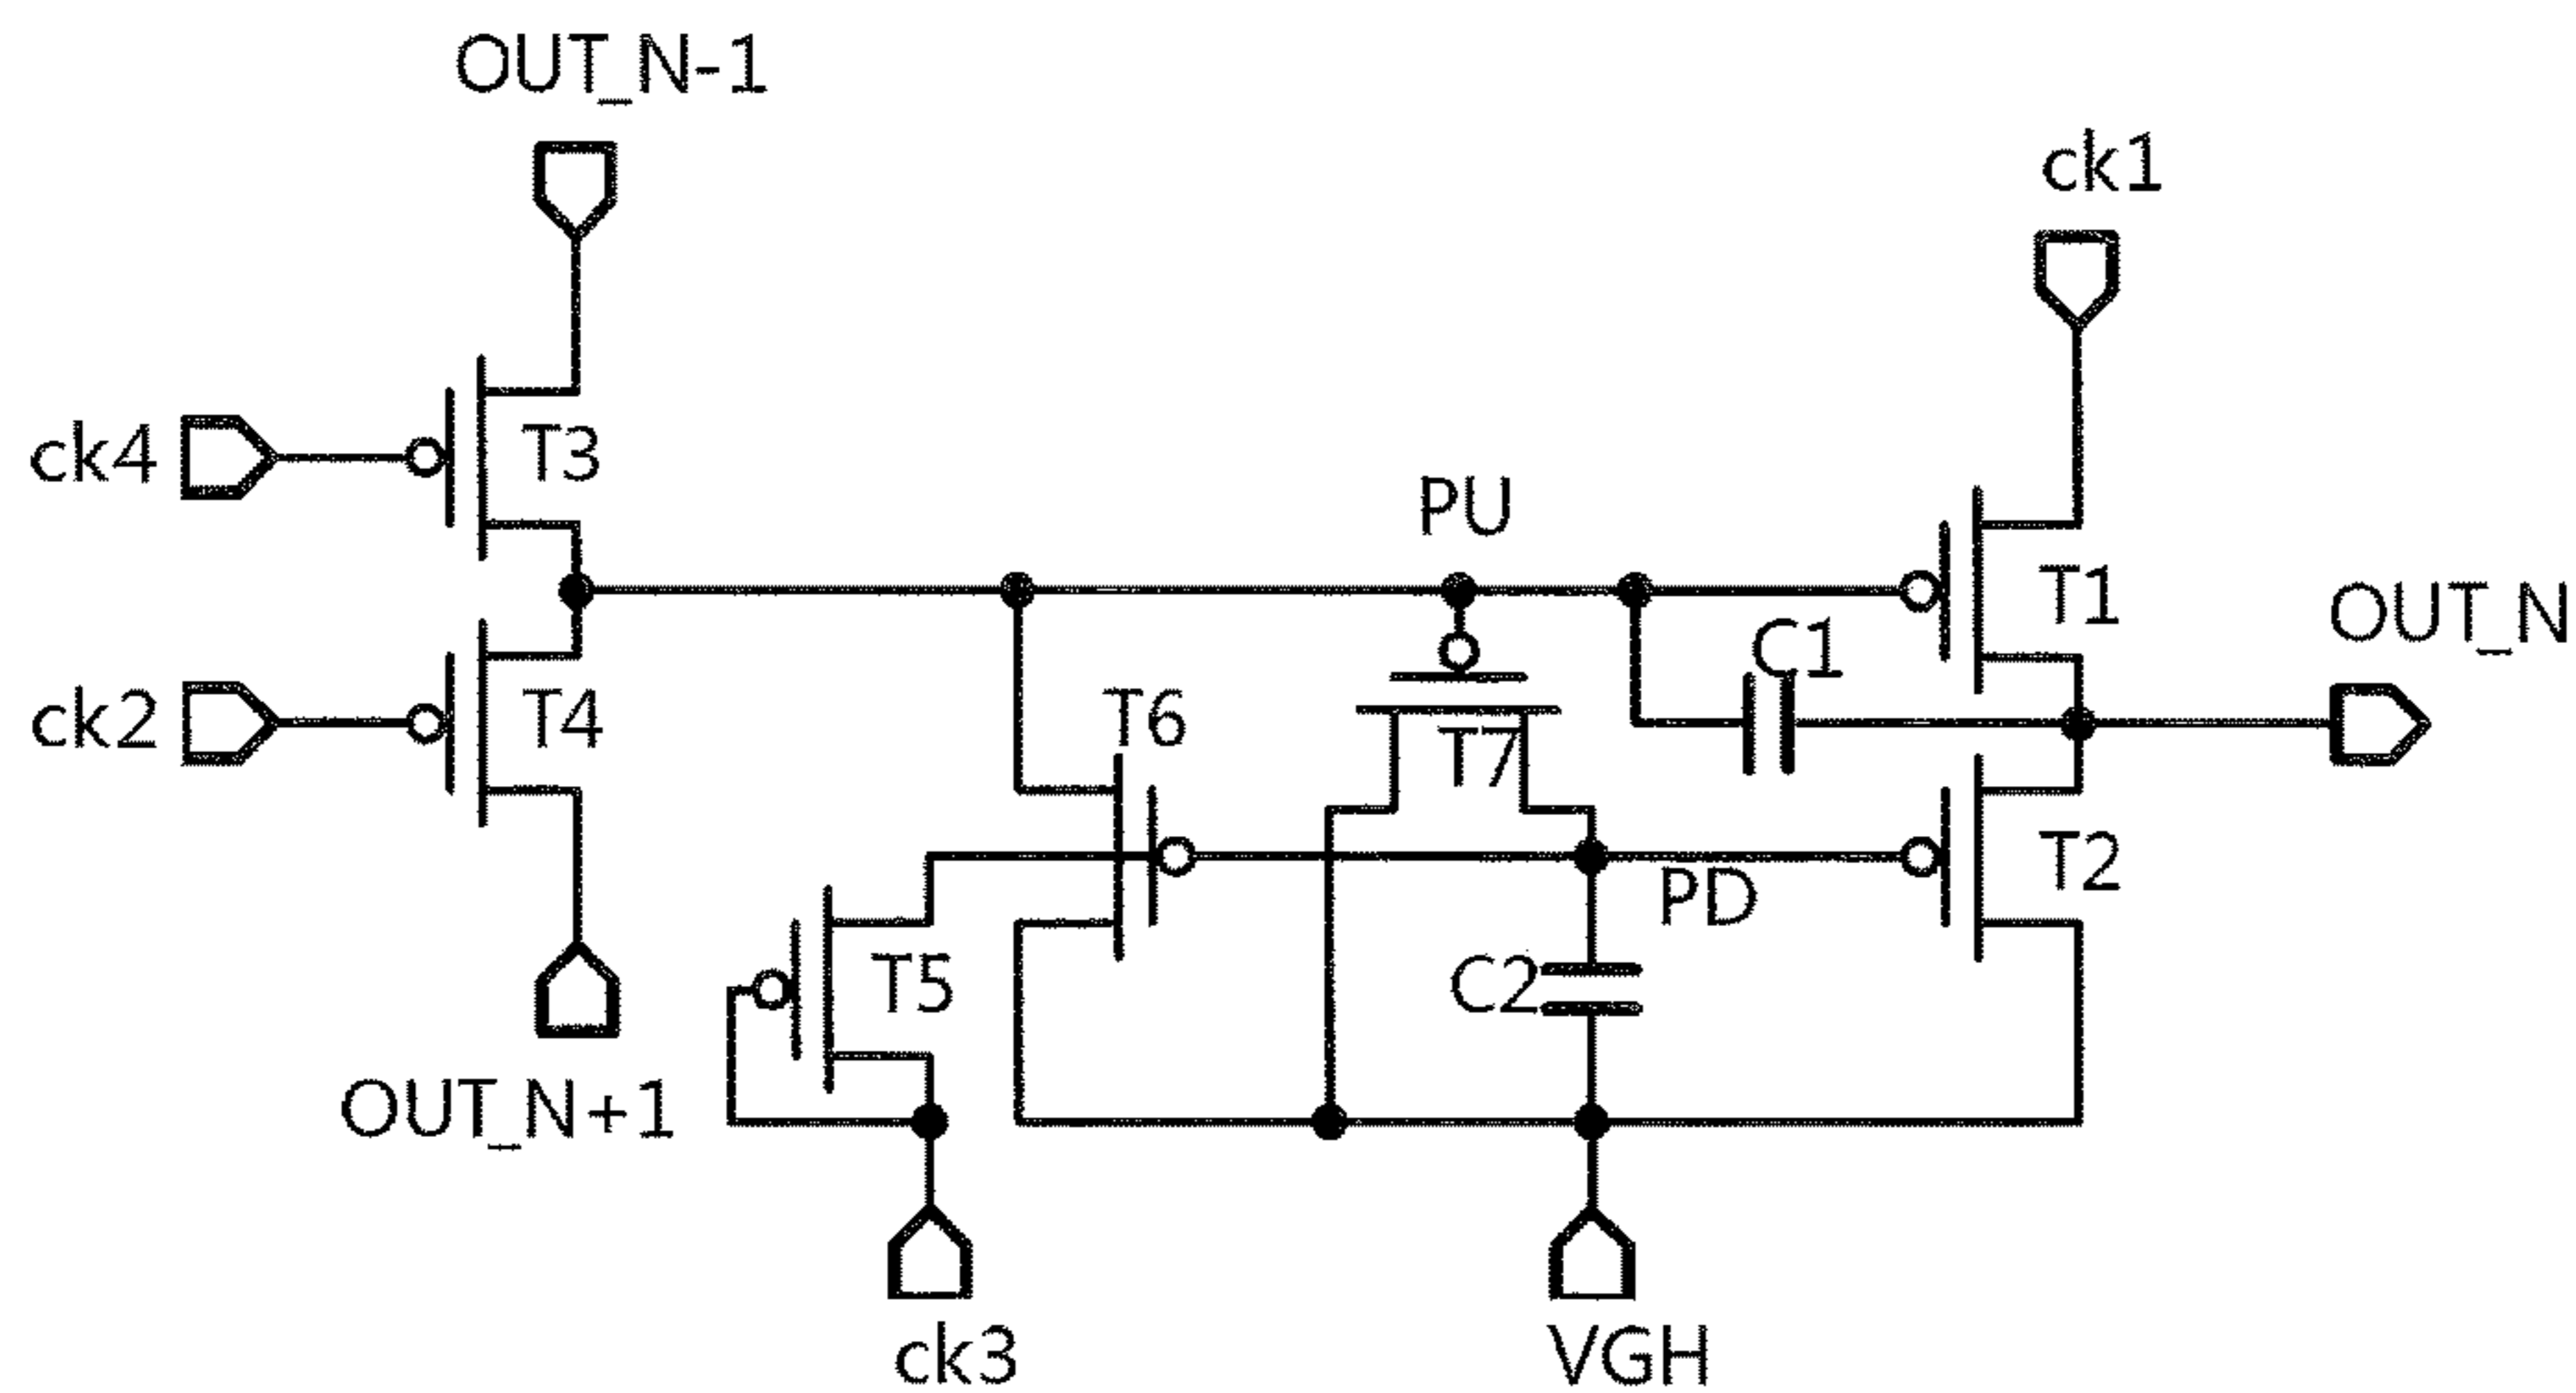 OUT_N-1
ck1
ck4
T3
PU
T1
OUT_N
C1
ck2
T4
T6
T7
T2
PD
T5
C2
OUT_N+1
ck3
VGH